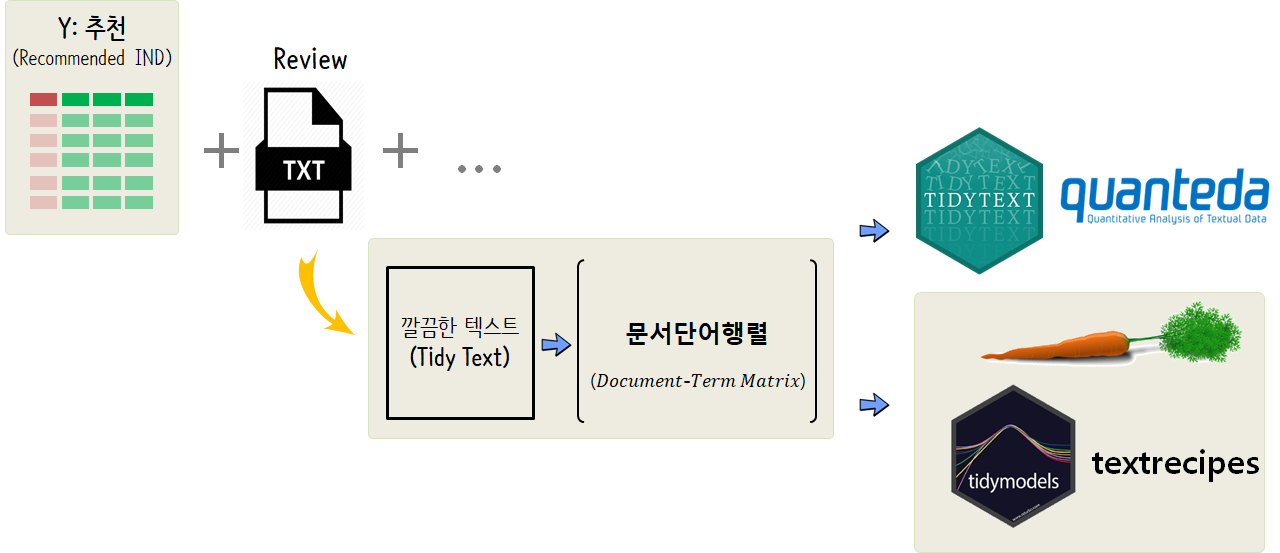 Y: 추천
(Recommended IND)
Review
TXT
...
깔끔한 텍스트
(Tidy Text)
문서단어행렬
(Document-Term Matrix)
TIDYTEXT
TIDYTEXT
TIDYTEXT
TIDYTEXT
TIDYTEXT
quanteda
Quantitative Analysis of Textual Data
tidymodels
textrecipes